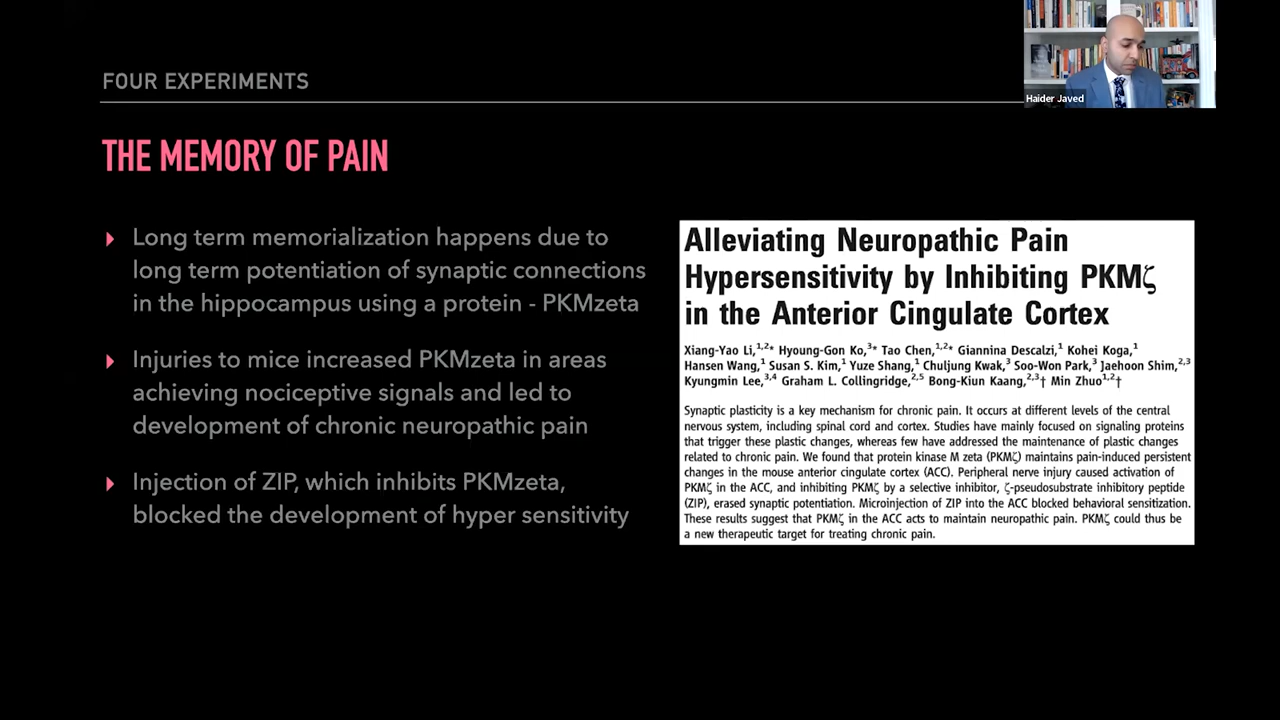 FOUR EXPERIMENTS
Haider Javed
THE MEMORY OF PAIN
Long term memorialization happens due to
long term potentiation of synaptic connections
in the hippocampus using a protein - PKMzeta
Injuries to mice increased PKMzeta in areas
achieving nociceptive signals and led to
development of chronic neuropathic pain
Injection of ZIP, which inhibits PKMzeta,
blocked the development of hyper sensitivity
Alleviating Neuropathic Pain
Hypersensitivity by Inhibiting PKMζ
in the Anterior Cingulate Cortex
Xiang-Yao Li,1,2* Hyoung-Gon Ko,3* Tao Chen,1,2* Giannina Descalzi,1 Kohei Koga,1
Hansen Wang,1 Susan S. Kim,1 Yuze Shang,1 Chuljung Kwak,3 Soo-Won Park,3 Jaehoon Shim,2,3
Kyungmin Lee,3,4 Graham L. Collingridge,2,5 Bong-Kiun Kaang,2,3† Min Zhuo1,2†
Synaptic plasticity is a key mechanism for chronic pain. It occurs at different levels of the central
nervous system, including spinal cord and cortex. Studies have mainly focused on signaling proteins
that trigger these plastic changes, whereas few have addressed the maintenance of plastic changes
related to chronic pain. We found that protein kinase M zeta (PKMζ) maintains pain-induced persistent
changes in the mouse anterior cingulate cortex (ACC). Peripheral nerve injury caused activation of
PKMζ in the ACC, and inhibiting PKMζ by a selective inhibitor, ζ-pseudosubstrate inhibitory peptide
(ZIP), erased synaptic potentiation. Microinjection of ZIP into the ACC blocked behavioral sensitization.
These results suggest that PKMζ in the ACC acts to maintain neuropathic pain. PKMζ could thus be
a new therapeutic target for treating chronic pain.